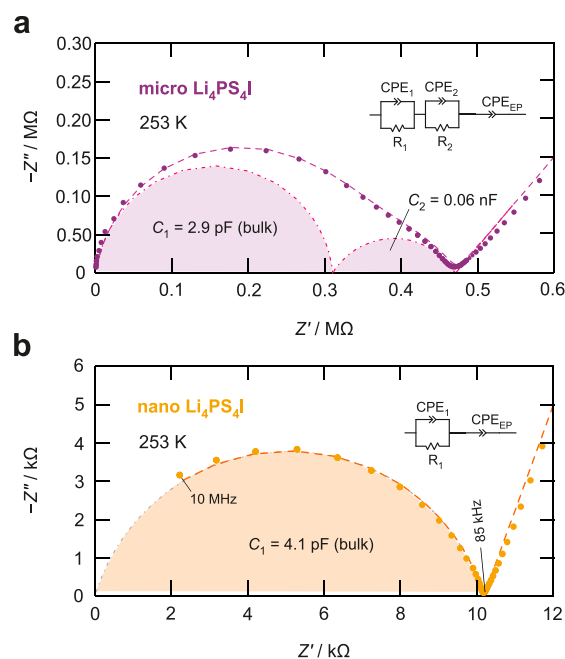 a
0.30
0.25
0.20
0.15
0.10
0.50
0
−Z″ / MΩ
micro Li₄PS₄I
253 K
CPE₁
CPE₂
CPE_EP
R₁
R₂
C₂ = 0.06 nF
C₁ = 2.9 pF (bulk)
0 0.1 0.2 0.3 0.4 0.5 0.6
Z′ / MΩ
b
6
5
4
3
2
1
0
−Z″ / kΩ
nano Li₄PS₄I
253 K
CPE₁
CPE_EP
R₁
10 MHz
85 kHz
C₁ = 4.1 pF (bulk)
0 2 4 6 8 10 12
Z′ / kΩ